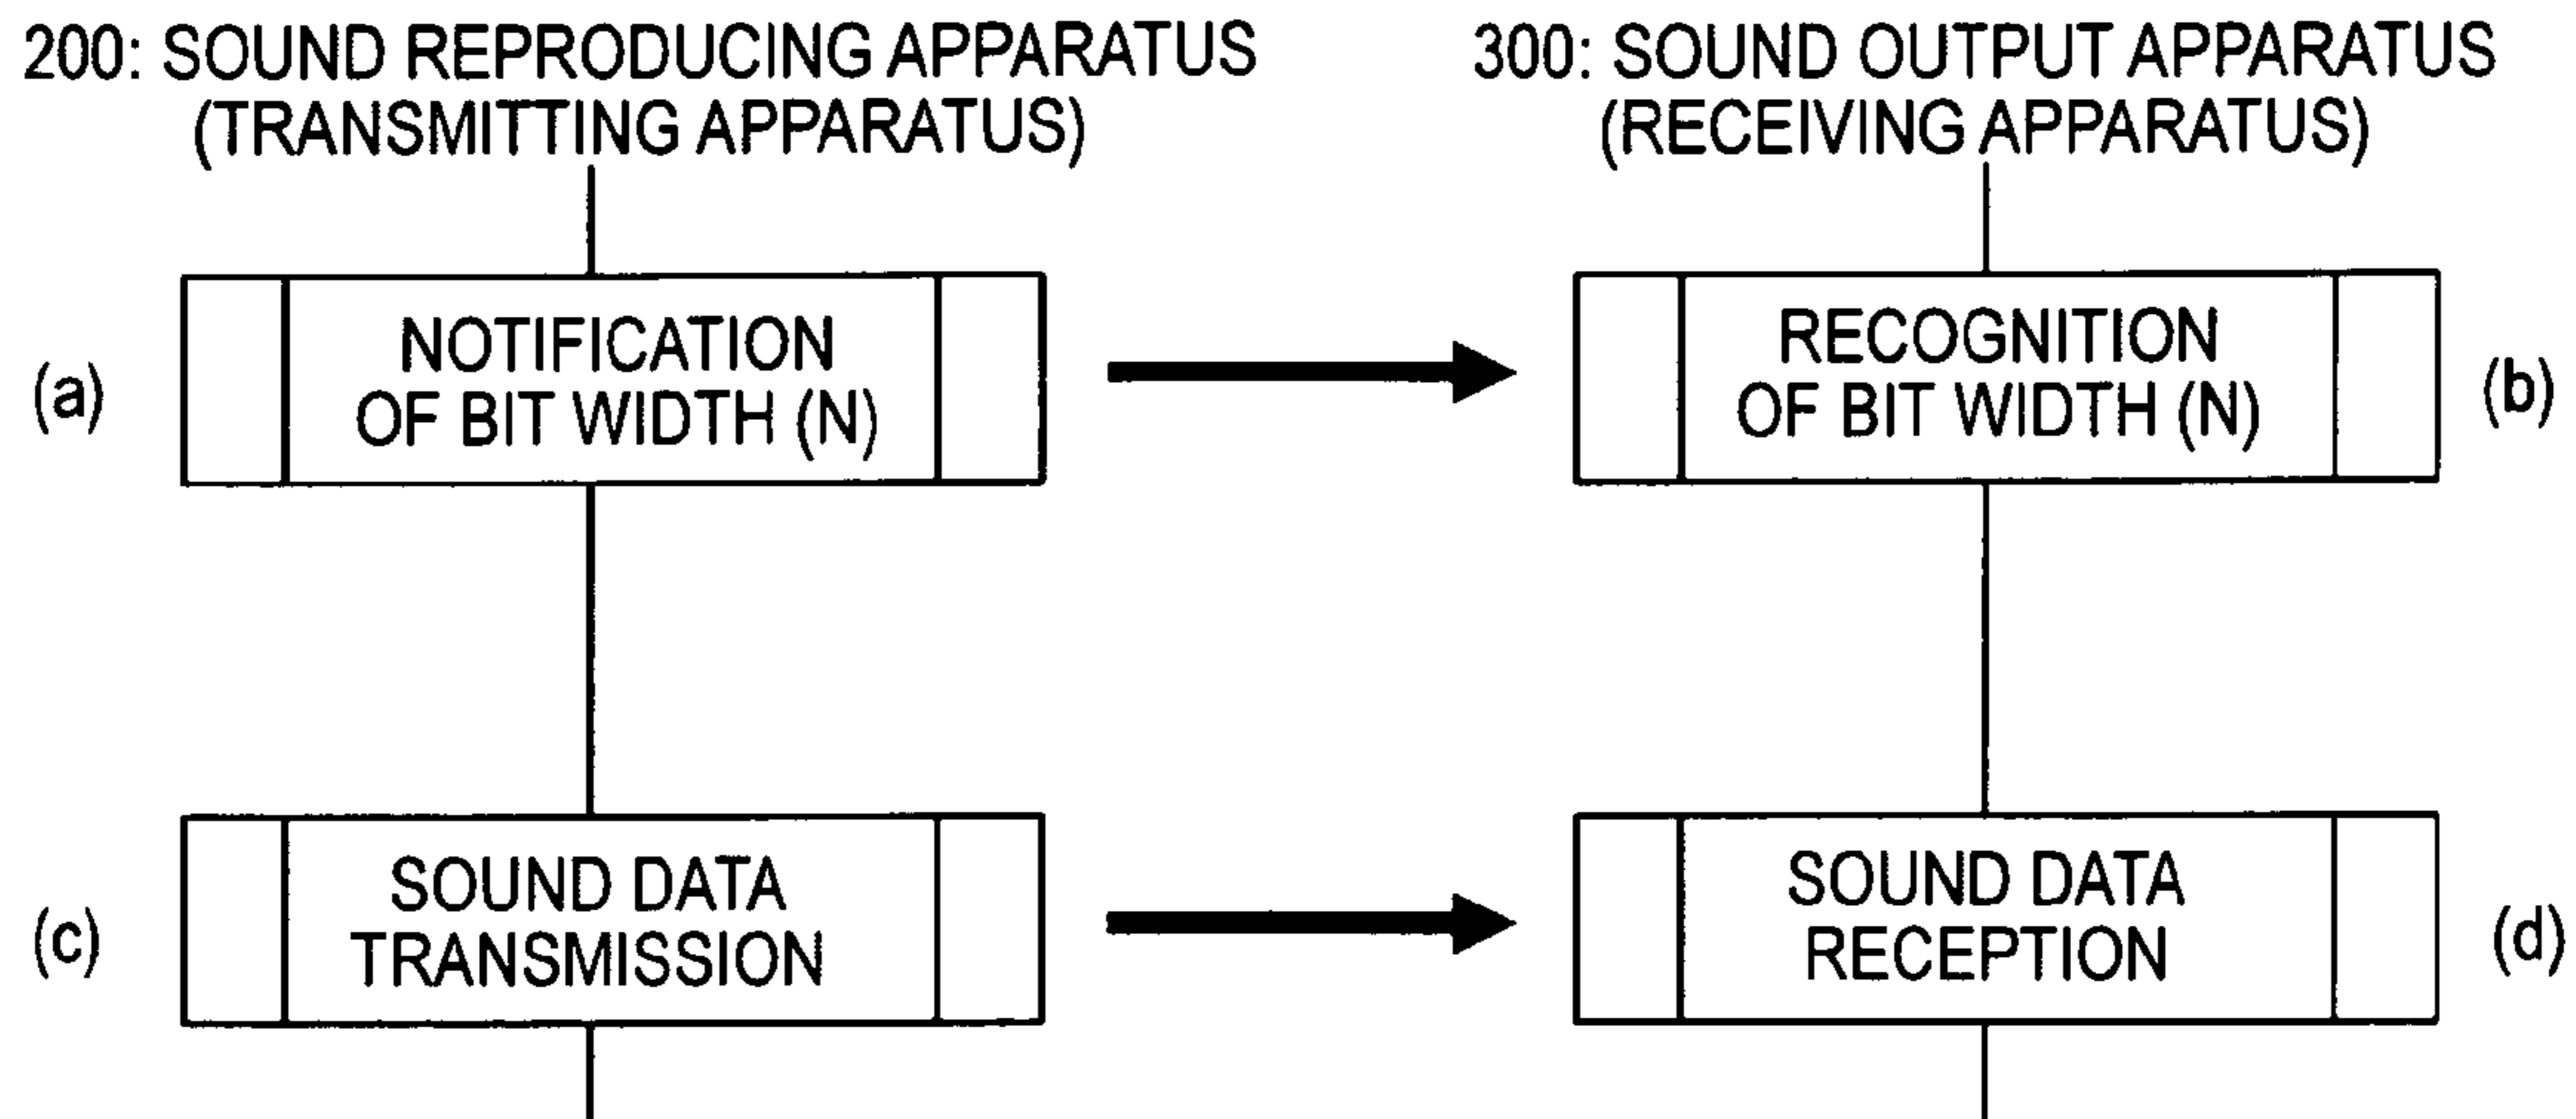 200: SOUND REPRODUCING APPARATUS
(TRANSMITTING APPARATUS)
300: SOUND OUTPUT APPARATUS
(RECEIVING APPARATUS)
(a)
NOTIFICATION
OF BIT WIDTH (N)
RECOGNITION
OF BIT WIDTH (N)
(b)
(c)
SOUND DATA
TRANSMISSION
SOUND DATA
RECEPTION
(d)